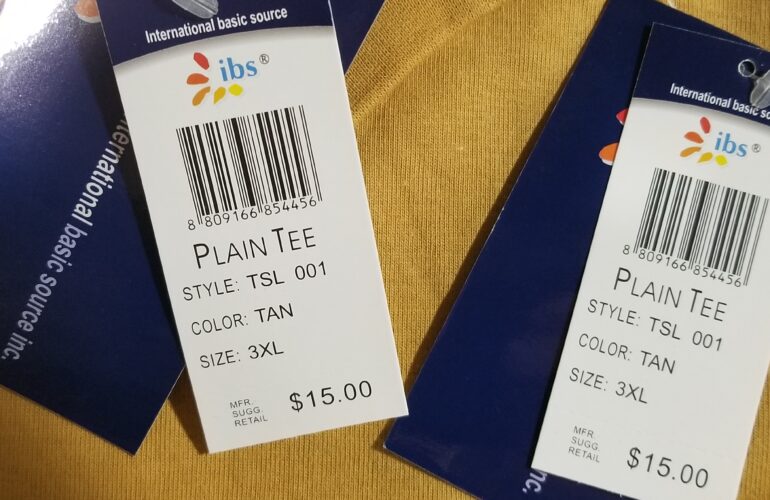 International basic source
ibs®
8 809166 854456
PLAIN TEE
STYLE: TSL 001
COLOR: TAN
SIZE: 3XL
MFR.
SUGG.
RETAIL
$15.00
international basic source inc.
International basic
ibs®
8 809166 854456
PLAIN TEE
STYLE: TSL 001
COLOR: TAN
SIZE: 3XL
MFR.
SUGG.
RETAIL
$15.00